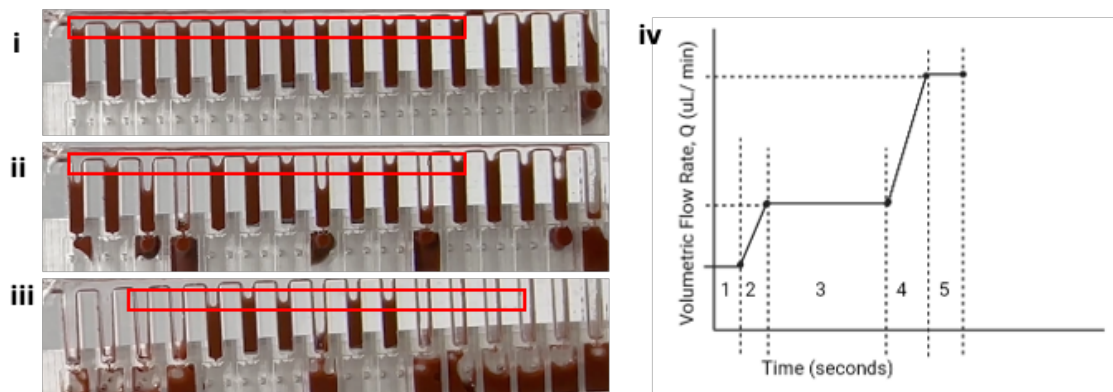 i
ii
iii
iv
Volumetric Flow Rate, Q (uL/ min)
1 2 3 4 5
Time (seconds)